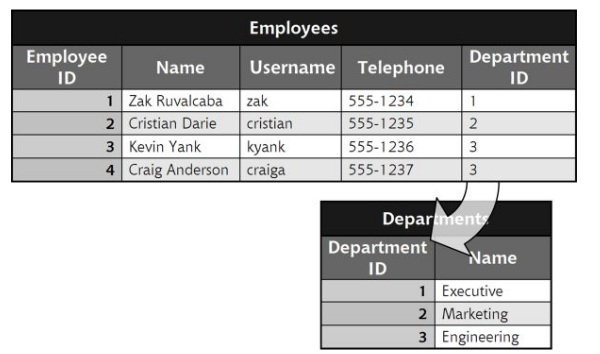 Employees
Employee ID Name Username Telephone Department ID
1 Zak Ruvalcaba zak 555-1234 1
2 Cristian Darie cristian 555-1235 2
3 Kevin Yank kyank 555-1236 3
4 Craig Anderson craiga 555-1237 3
Departments
Department ID Name
1 Executive
2 Marketing
3 Engineering